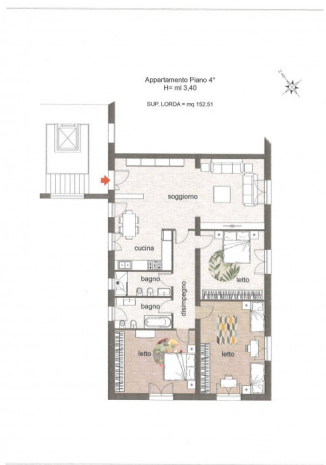 Appartamento Piano 4°
H= ml 3,40
SUP. LORDA = mq 152.51
soggiorno
cucina
bagno
letto
disimpegno
bagno
letto
letto